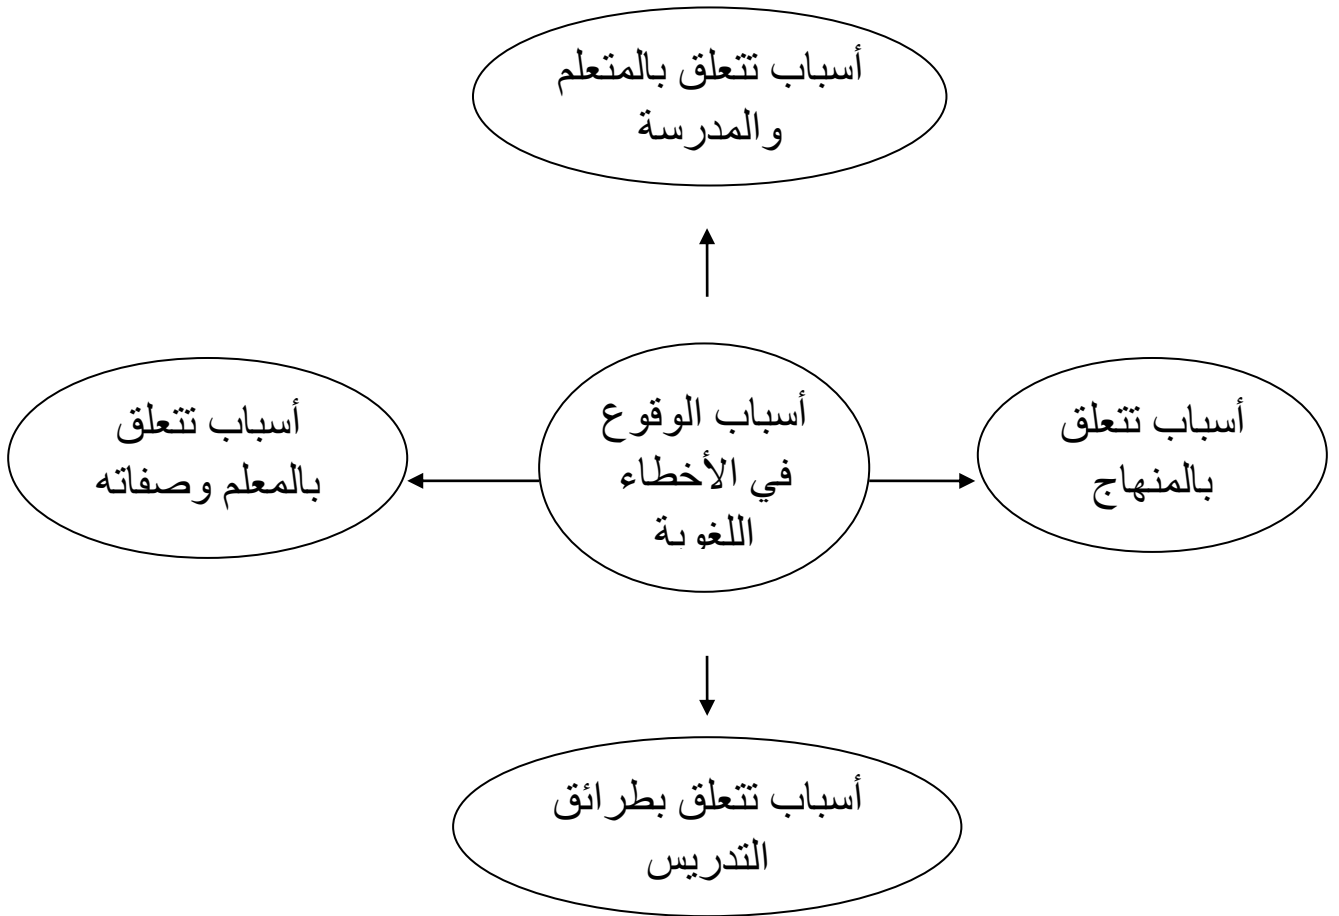 أسباب تتعلق بالمتعلم
والمدرسة
أسباب تتعلق
بالمنهاج
أسباب الوقوع
في الأخطاء
اللغوية
أسباب تتعلق
بالمعلم وصفاته
أسباب تتعلق بطرائق
التدريس